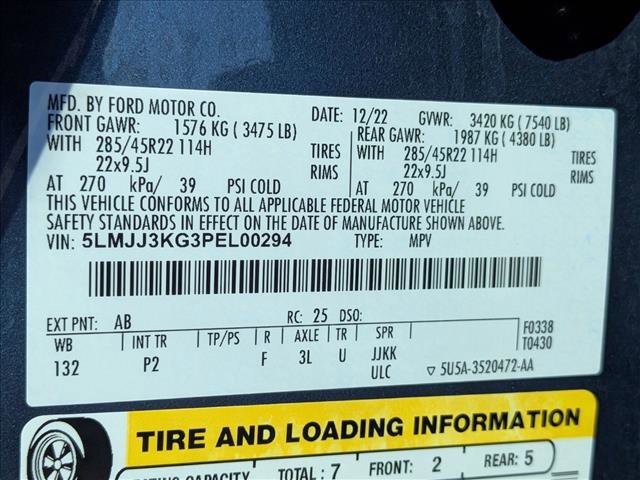 MFD. BY FORD MOTOR CO. DATE: 12/22 GVWR: 3420 KG ( 7540 LB)
FRONT GAWR: 1576 KG ( 3475 LB) REAR GAWR: 1987 KG ( 4380 LB)
WITH 285/45R22 114H TIRES WITH 285/45R22 114H TIRES
22x9.5J RIMS 22x9.5J RIMS
AT 270 kPa/ 39 PSI COLD AT 270 kPa/ 39 PSI COLD
THIS VEHICLE CONFORMS TO ALL APPLICABLE FEDERAL MOTOR VEHICLE
SAFETY STANDARDS IN EFFECT ON THE DATE OF MANUFACTURE SHOWN ABOVE.
VIN: 5LMJJ3KG3PEL00294 TYPE: MPV
EXT PNT: AB RC: 25 DSO: F0338
WB INT TR TP/PS R AXLE TR SPR T0430
132 P2 F 3L U JJKK
ULC ▽ 5U5A-3520472-AA
TIRE AND LOADING INFORMATION
SEATING CAPACITY TOTAL: 7 FRONT: 2 REAR: 5